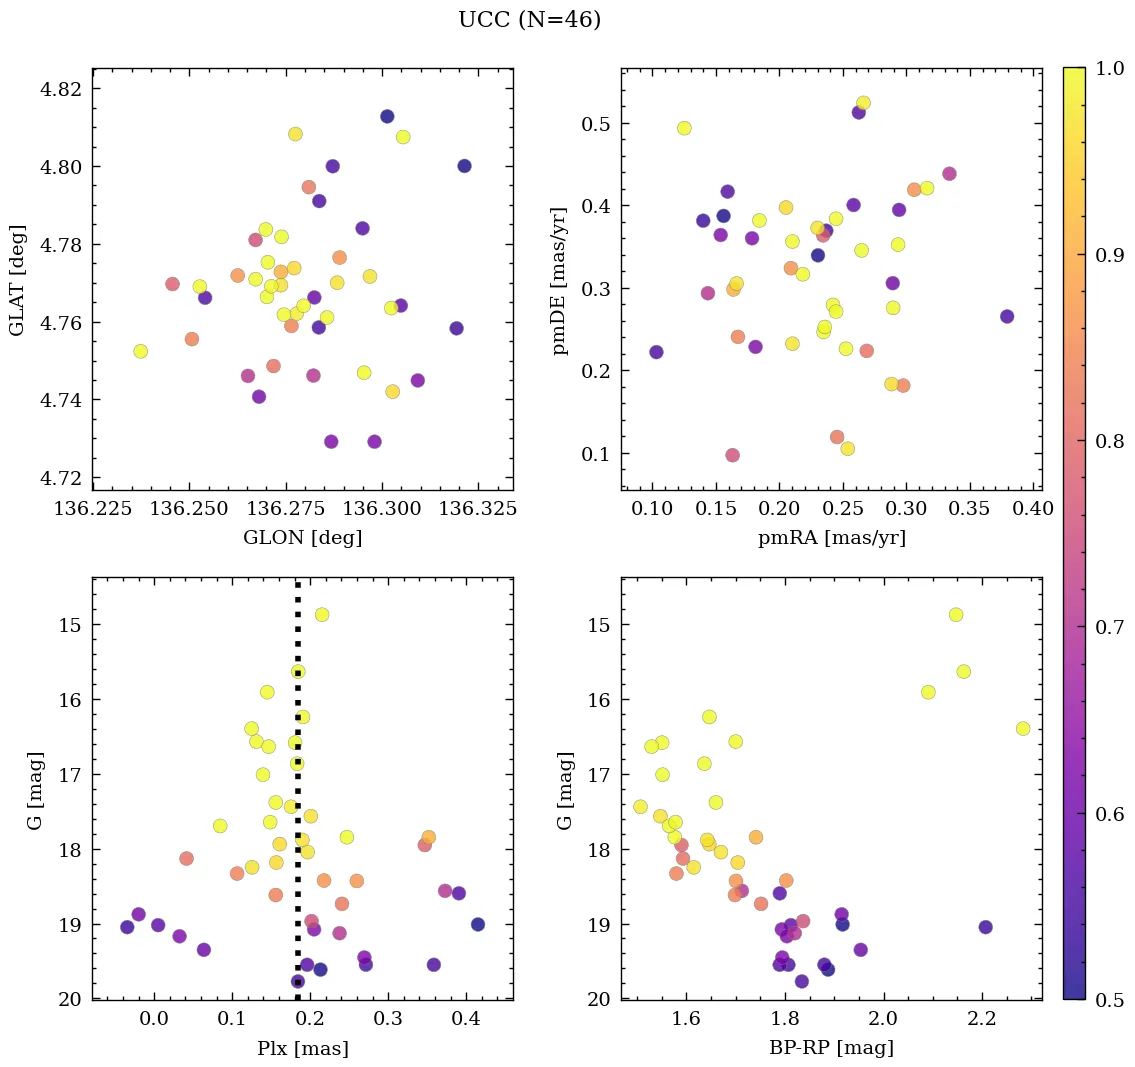 UCC (N=46)
4.82
4.80
4.78
4.76
4.74
4.72
GLAT [deg]
136.225 136.250 136.275 136.300 136.325
GLON [deg]
0.5
0.4
0.3
0.2
0.1
pmDE [mas/yr]
0.10 0.15 0.20 0.25 0.30 0.35 0.40
pmRA [mas/yr]
1.0
0.9
0.8
0.7
0.6
0.5
15
16
17
18
19
20
G [mag]
0.0 0.1 0.2 0.3 0.4
Plx [mas]
15
16
17
18
19
20
G [mag]
1.6 1.8 2.0 2.2
BP-RP [mag]